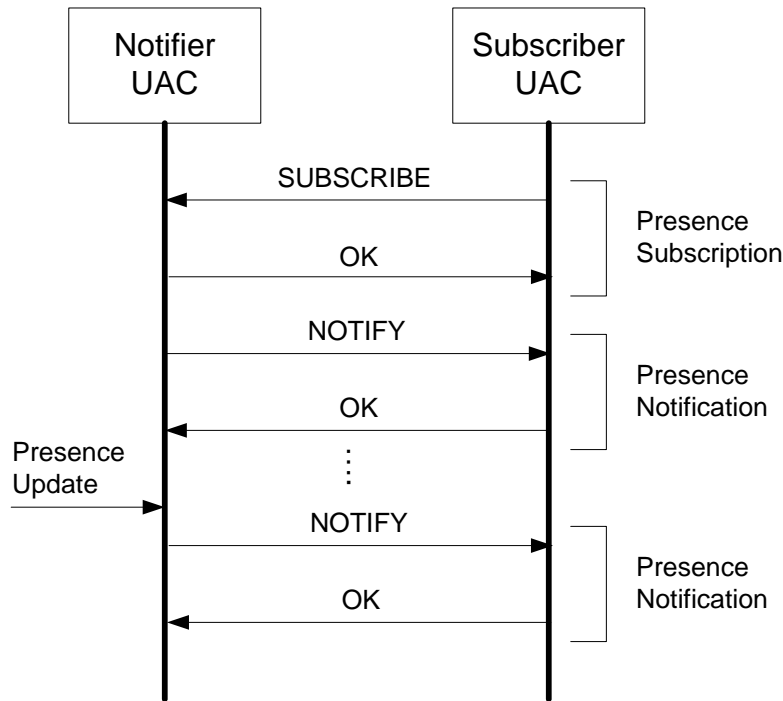 Notifier
UAC
Subscriber
UAC
SUBSCRIBE
Presence
Subscription
OK
NOTIFY
Presence
Notification
OK
Presence
Update
NOTIFY
Presence
Notification
OK